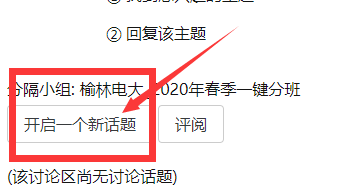 ② 回复该主题
分隔小组: 榆林电大_2020年春季一键分班
开启一个新话题 评阅
(该讨论区尚无讨论话题)